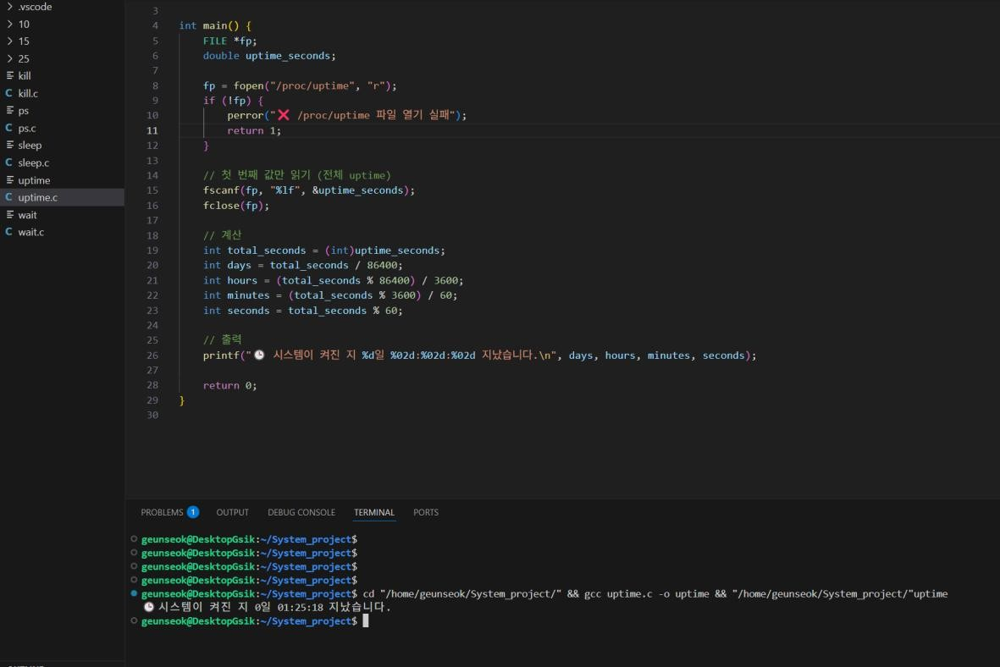 .vscode
10
15
25
kill
kill.c
ps
ps.c
sleep
sleep.c
uptime
uptime.c
wait
wait.c
3
4 int main() {
5 FILE *fp;
6 double uptime_seconds;
7
8 fp = fopen("/proc/uptime", "r");
9 if (!fp) {
10 perror("❌ /proc/uptime 파일 열기 실패");
11 return 1;
12 }
13
14 // 첫 번째 값만 읽기 (전체 uptime)
15 fscanf(fp, "%lf", &uptime_seconds);
16 fclose(fp);
17
18 // 계산
19 int total_seconds = (int)uptime_seconds;
20 int days = total_seconds / 86400;
21 int hours = (total_seconds % 86400) / 3600;
22 int minutes = (total_seconds % 3600) / 60;
23 int seconds = total_seconds % 60;
24
25 // 출력
26 printf("🕒 시스템이 켜진 지 %d일 %02d:%02d:%02d 지났습니다.\n", days, hours, minutes, seconds);
27
28 return 0;
29 }
30
PROBLEMS 1 OUTPUT DEBUG CONSOLE TERMINAL PORTS
geunseok@DesktopGsik:~/System_project$
geunseok@DesktopGsik:~/System_project$
geunseok@DesktopGsik:~/System_project$
geunseok@DesktopGsik:~/System_project$
geunseok@DesktopGsik:~/System_project$ cd "/home/geunseok/System_project/" && gcc uptime.c -o uptime && "/home/geunseok/System_project/"uptime
🕒 시스템이 켜진 지 0일 01:25:18 지났습니다.
geunseok@DesktopGsik:~/System_project$